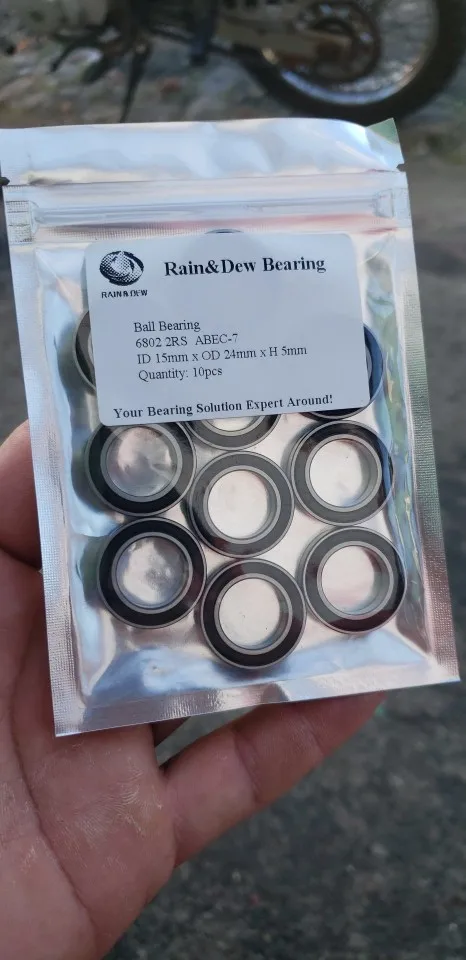 RAIN & DEW
Rain&Dew Bearing
Ball Bearing
6802 2RS ABEC-7
ID 15mm x OD 24mm x H 5mm
Quantity: 10pcs
Your Bearing Solution Expert Around!